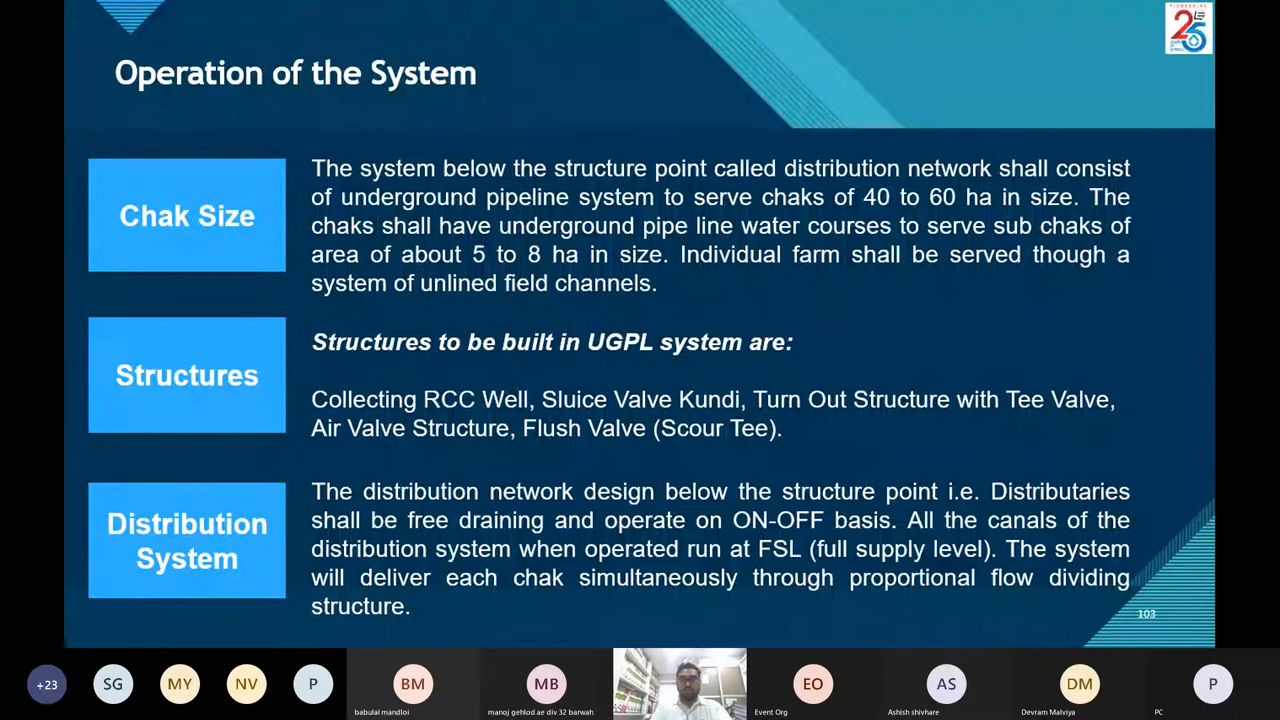 PIONEERING
25
Operation of the System
Chak Size
The system below the structure point called distribution network shall consist
of underground pipeline system to serve chaks of 40 to 60 ha in size. The
chaks shall have underground pipe line water courses to serve sub chaks of
area of about 5 to 8 ha in size. Individual farm shall be served though a
system of unlined field channels.
Structures
Structures to be built in UGPL system are:
Collecting RCC Well, Sluice Valve Kundi, Turn Out Structure with Tee Valve,
Air Valve Structure, Flush Valve (Scour Tee).
Distribution
System
The distribution network design below the structure point i.e. Distributaries
shall be free draining and operate on ON-OFF basis. All the canals of the
distribution system when operated run at FSL (full supply level). The system
will deliver each chak simultaneously through proportional flow dividing
structure.
103
+23
SG
MY
NV
P
BM
babulal mandloi
MB
manoj gehlod ae div 32 barwah
EO
Event Org
AS
Ashish shivhare
DM
Devram Malviya
P
PC